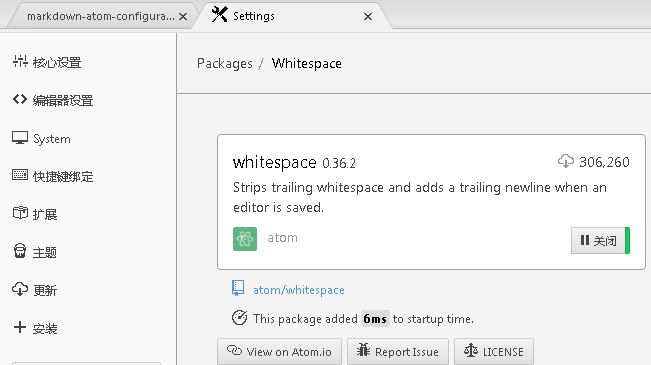 markdown-atom-configura...
Settings
核心设置
编辑器设置
System
快捷键绑定
扩展
主题
更新
安装
Packages / Whitespace
whitespace 0.36.2
306,260
Strips trailing whitespace and adds a trailing newline when an
editor is saved.
atom
关闭
atom/whitespace
This package added 6ms to startup time.
View on Atom.io
Report Issue
LICENSE